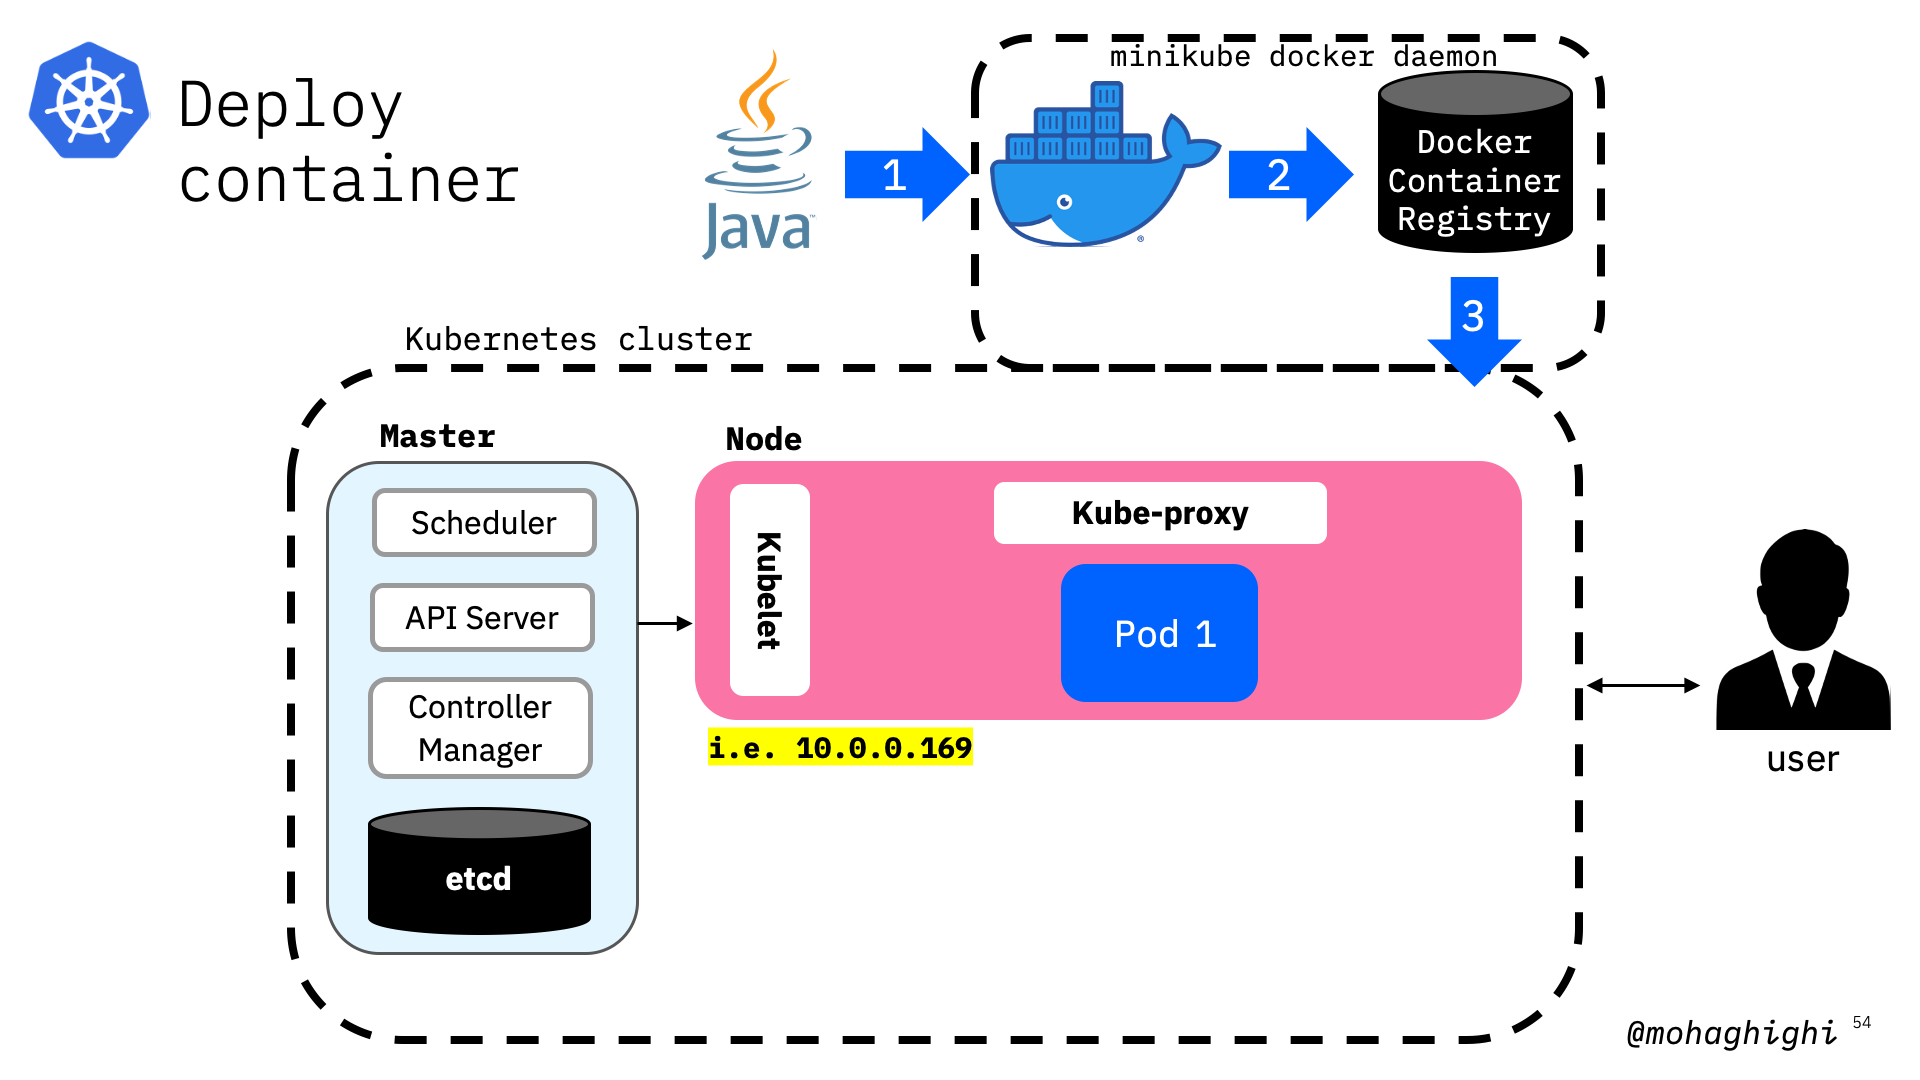 Deploy
container
Java™
1
minikube docker daemon
®
2
Docker
Container
Registry
3
Kubernetes cluster
Master
Scheduler
API Server
Controller
Manager
etcd
Node
Kubelet
Kube-proxy
Pod 1
i.e. 10.0.0.169
user
@mohaghighi
54